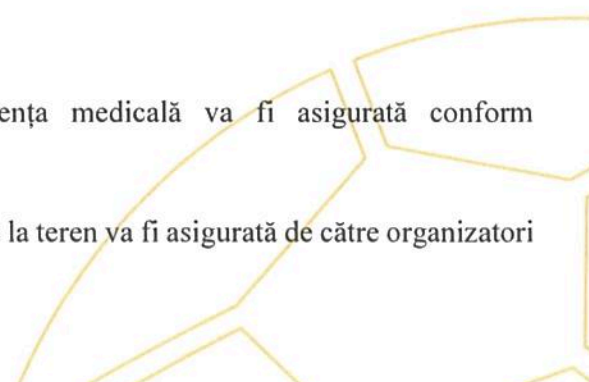 ența medicală va fi asigurată conform
la teren va fi asigurată de către organizatori